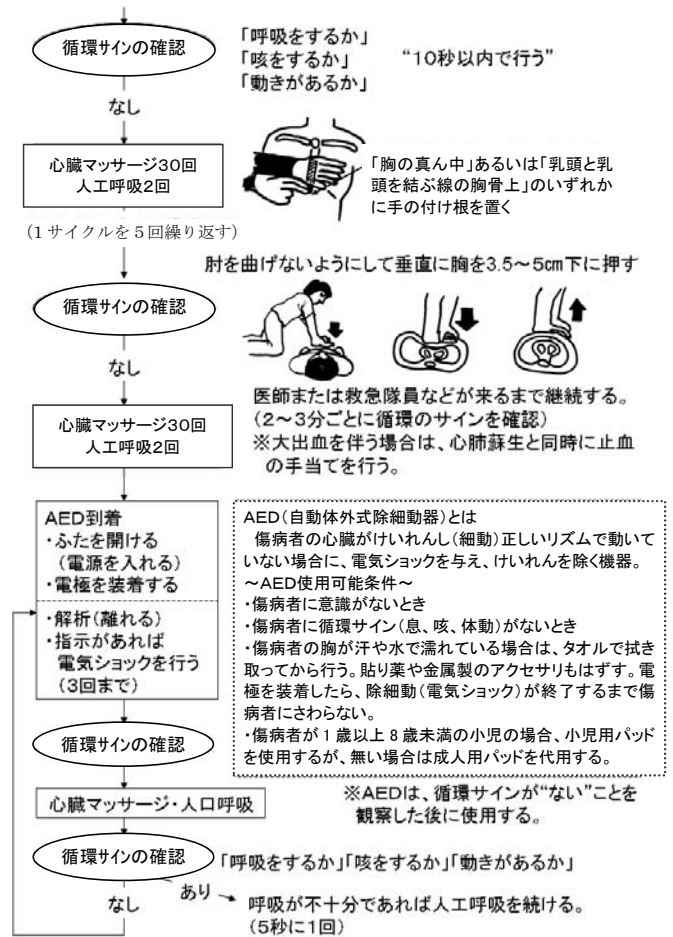 循環サインの確認
「呼吸をするか」
「咳をするか」
「動きがあるか」
“10秒以内で行う”
なし
心臓マッサージ30回
人工呼吸2回
「胸の真ん中」あるいは「乳頭と乳
頭を結ぶ線の胸骨上」のいずれか
に手の付け根を置く
(1サイクルを5回繰り返す)
肘を曲げないようにして垂直に胸を3.5～5㎝下に押す
循環サインの確認
なし
医師または救急隊員などが来るまで継続する。
(2～3分ごとに循環のサインを確認)
※大出血を伴う場合は、心肺蘇生と同時に止血
の手当てを行う。
心臓マッサージ30回
人工呼吸2回
AED到着
・ふたを開ける
(電源を入れる)
・電極を装着する
・解析(離れる)
・指示があれば
電気ショックを行う
(3回まで)
AED(自動体外式除細動器)とは
傷病者の心臓がけいれんし(細動)正しいリズムで動いて
いない場合に、電気ショックを与え、けいれんを除く機器。
～AED使用可能条件～
・傷病者に意識がないとき
・傷病者に循環サイン(息、咳、体動)がないとき
・傷病者の胸が汗や水で濡れている場合は、タオルで拭き
取ってから行う。貼り薬や金属製のアクセサリもはずす。電
極を装着したら、除細動(電気ショック)が終了するまで傷
病者にさわらない。
・傷病者が1歳以上8歳未満の小児の場合、小児用パッド
を使用するが、無い場合は成人用パッドを代用する。
循環サインの確認
心臓マッサージ・人口呼吸
※AEDは、循環サインが“ない”ことを
観察した後に使用する。
循環サインの確認
「呼吸をするか」「咳をするか」「動きがあるか」
あり
なし
呼吸が不十分であれば人工呼吸を続ける。
(5秒に1回)